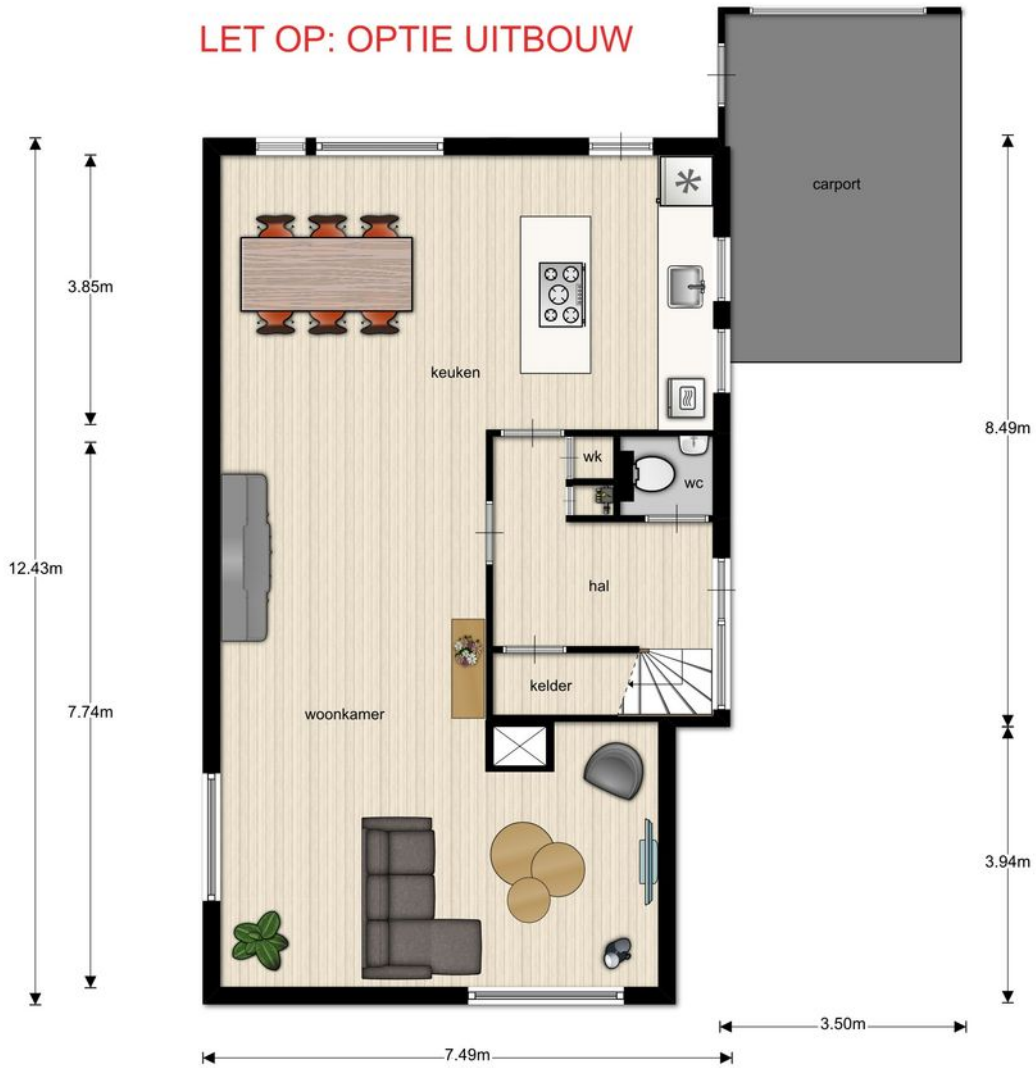 LET OP: OPTIE UITBOUW
carport
3.85m
keuken
8.49m
wk
wc
12.43m
hal
kelder
7.74m
woonkamer
3.94m
3.50m
7.49m